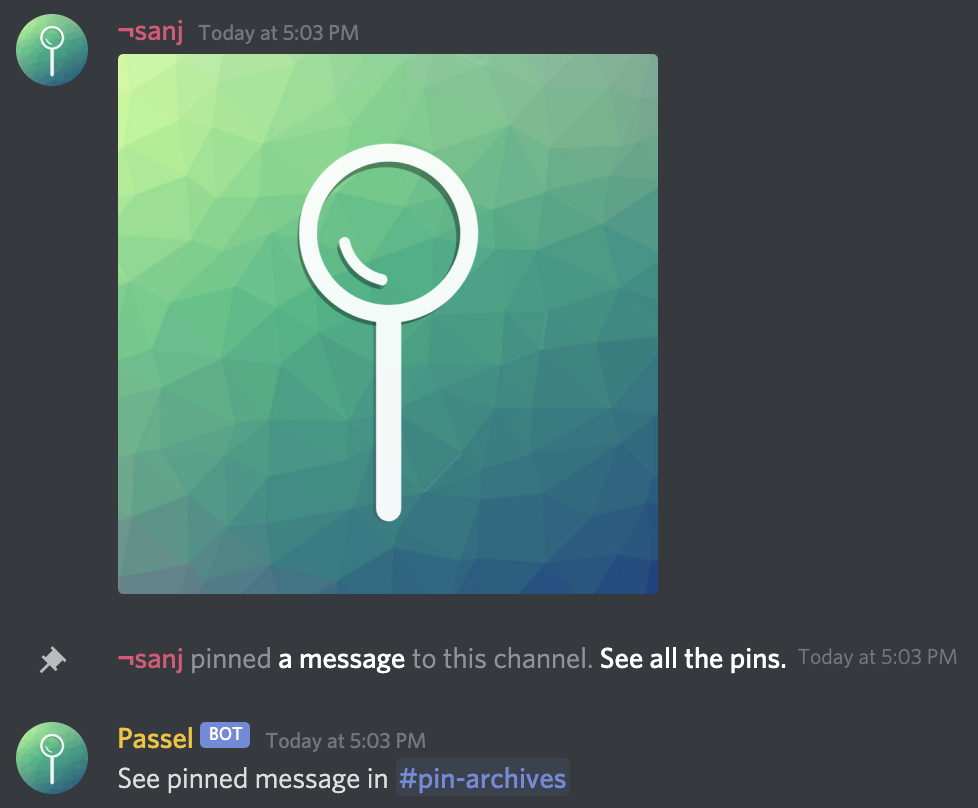 ¬sanj Today at 5:03 PM
¬sanj pinned a message to this channel. See all the pins. Today at 5:03 PM
Passel BOT Today at 5:03 PM
See pinned message in #pin-archives